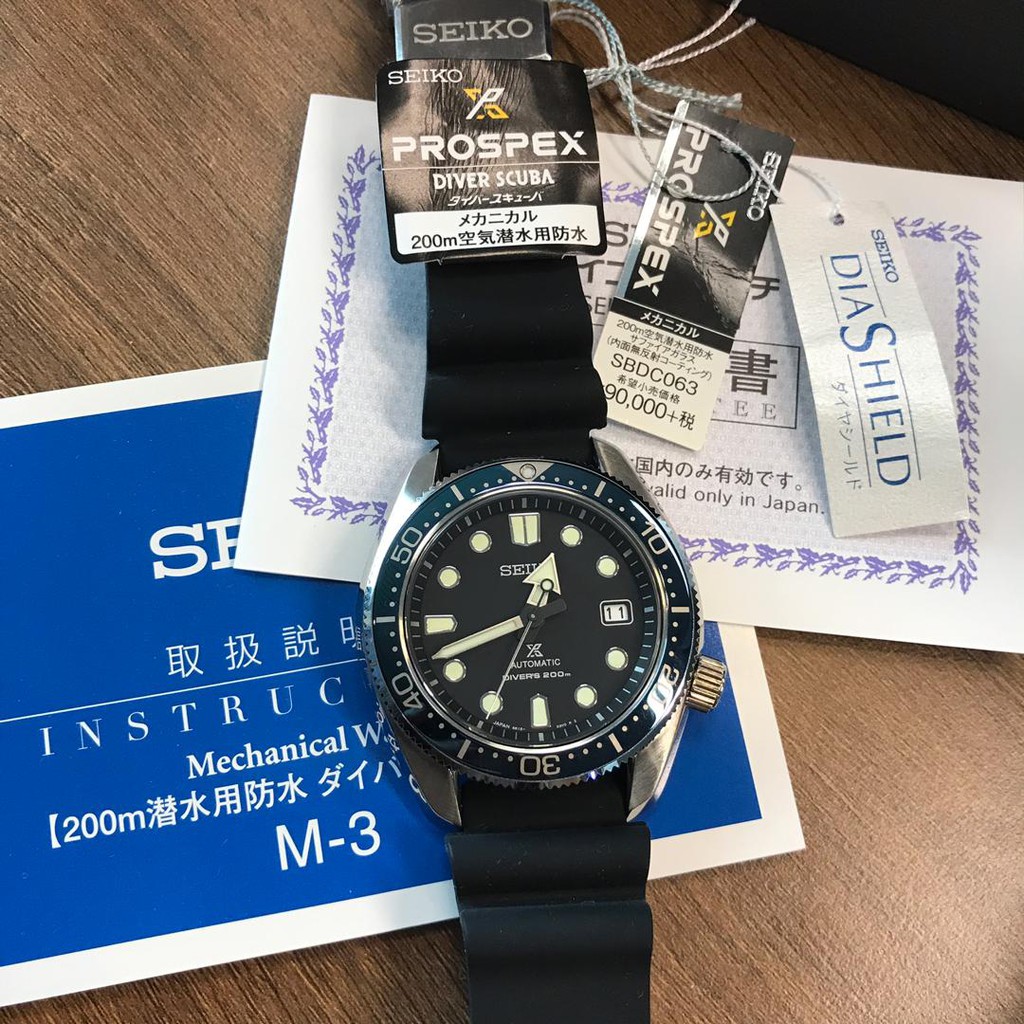 SEIKO
SEIKO
PROSPEX
DIVER SCUBA
ダイバースキューバ
メカニカル
200m空気潜水用防水
SEIKO
PROSPEX
メカニカル
200m空気潜水用防水
サファイアガラス
(内面無反射コーティング)
SBDC063
希望小売価格
90,000+税
SEIKO
DIASHIELD
ダイヤシールド
書
国内のみ有効です。
valid only in Japan.
取扱説
INSTRUC
Mechanical W
【200m潜水用防水 ダイバ
M-3
SEIK
AUTOMATIC
DIVER'S 200m
11
10
20
30
40
50